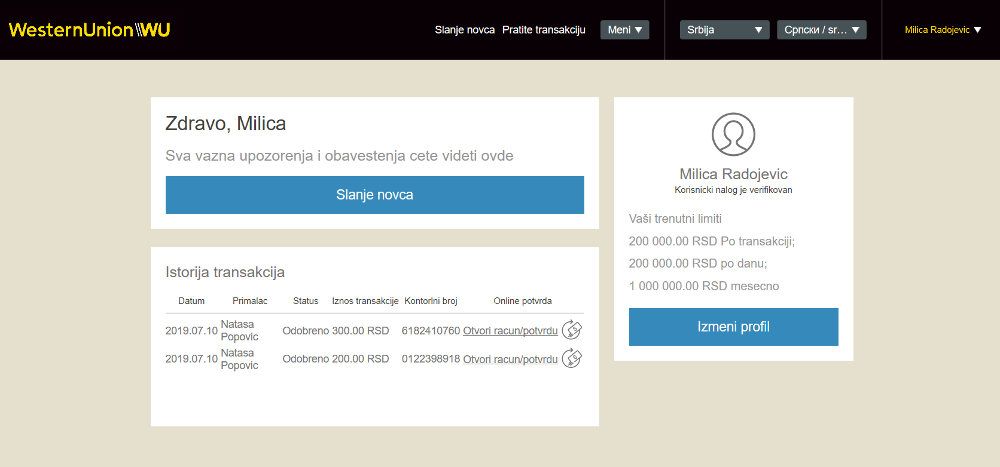 WesternUnion WU
Slanje novca Pratite transakciju Meni Srbija Српски / sr... Milica Radojevic
Zdravo, Milica
Sva vazna upozorenja i obavestenja cete videti ovde
Slanje novca
Istorija transakcija
Datum Primalac Status Iznos transakcije Kontorlni broj Online potvrda
2019.07.10 Natasa Popovic Odobreno 300.00 RSD 6182410760 Otvori racun/potvrdu
2019.07.10 Natasa Popovic Odobreno 200.00 RSD 0122398918 Otvori racun/potvrdu
Milica Radojevic
Korisnicki nalog je verifikovan
Vaši trenutni limiti
200 000.00 RSD Po transakciji;
200 000.00 RSD po danu;
1 000 000.00 RSD mesecno
Izmeni profil